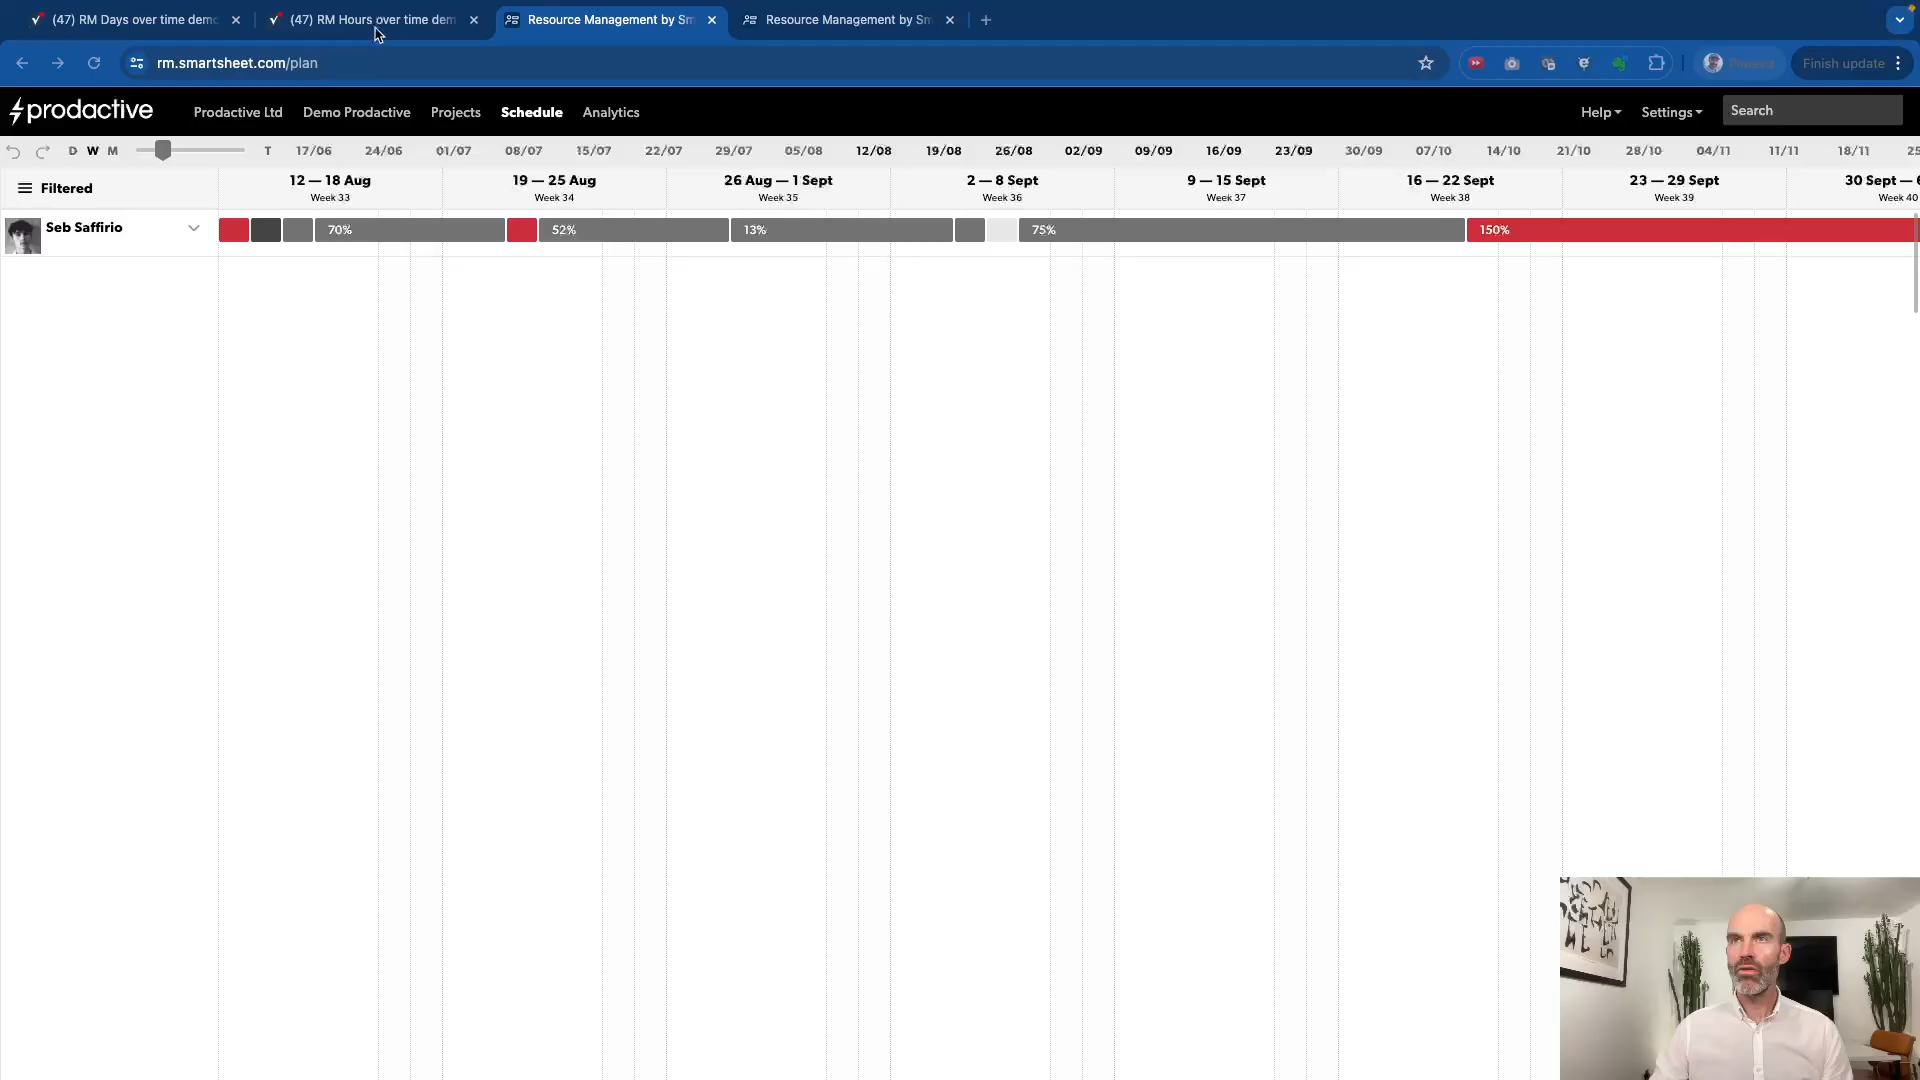 (47) RM Days over time demo
(47) RM Hours over time dem
Resource Management by Sm
Resource Management by Sm
rm.smartsheet.com/plan
Finish update
prodactive
Prodactive Ltd
Demo Prodactive
Projects
Schedule
Analytics
Help
Settings
Search
D W M
T 17/06 24/06 01/07 08/07 15/07 22/07 29/07 05/08 12/08 19/08 26/08 02/09 09/09 16/09 23/09 30/09 07/10 14/10 21/10 28/10 04/11 11/11 18/11 25
Filtered
12 — 18 Aug
19 — 25 Aug
26 Aug — 1 Sept
2 — 8 Sept
9 — 15 Sept
16 — 22 Sept
23 — 29 Sept
30 Sept — 6
Week 33
Week 34
Week 35
Week 36
Week 37
Week 38
Week 39
Week 40
Seb Saffirio
70%
52%
13%
75%
150%